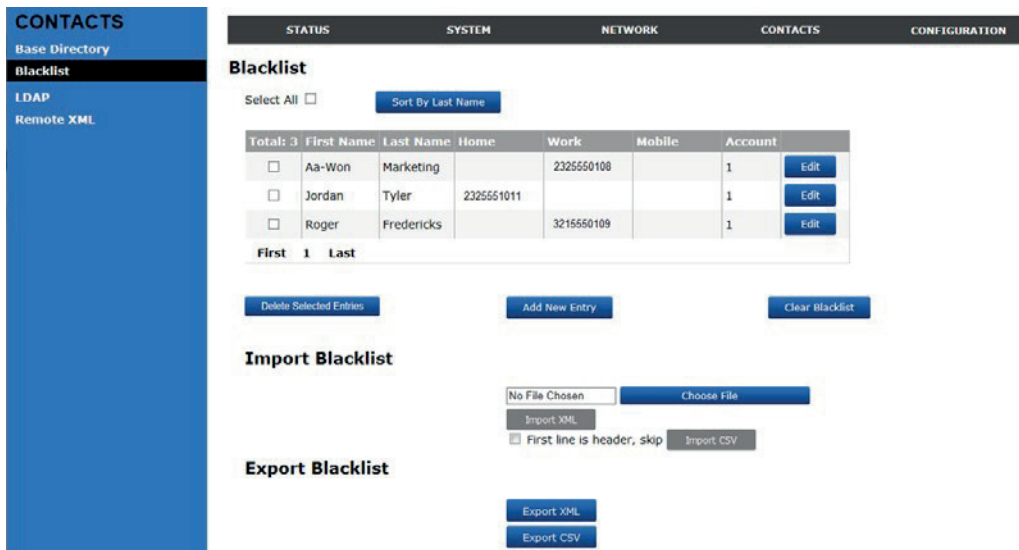 CONTACTS
Base Directory
Blacklist
LDAP
Remote XML
STATUS SYSTEM NETWORK CONTACTS CONFIGURATION
Blacklist
Select All Sort By Last Name
Total: 3 First Name Last Name Home Work Mobile Account
Aa-Won Marketing 2325550108 1 Edit
Jordan Tyler 2325551011 1 Edit
Roger Fredericks 3215550109 1 Edit
First 1 Last
Delete Selected Entries Add New Entry Clear Blacklist
Import Blacklist
No File Chosen Choose File
Import XML
First line is header, skip Import CSV
Export Blacklist
Export XML
Export CSV